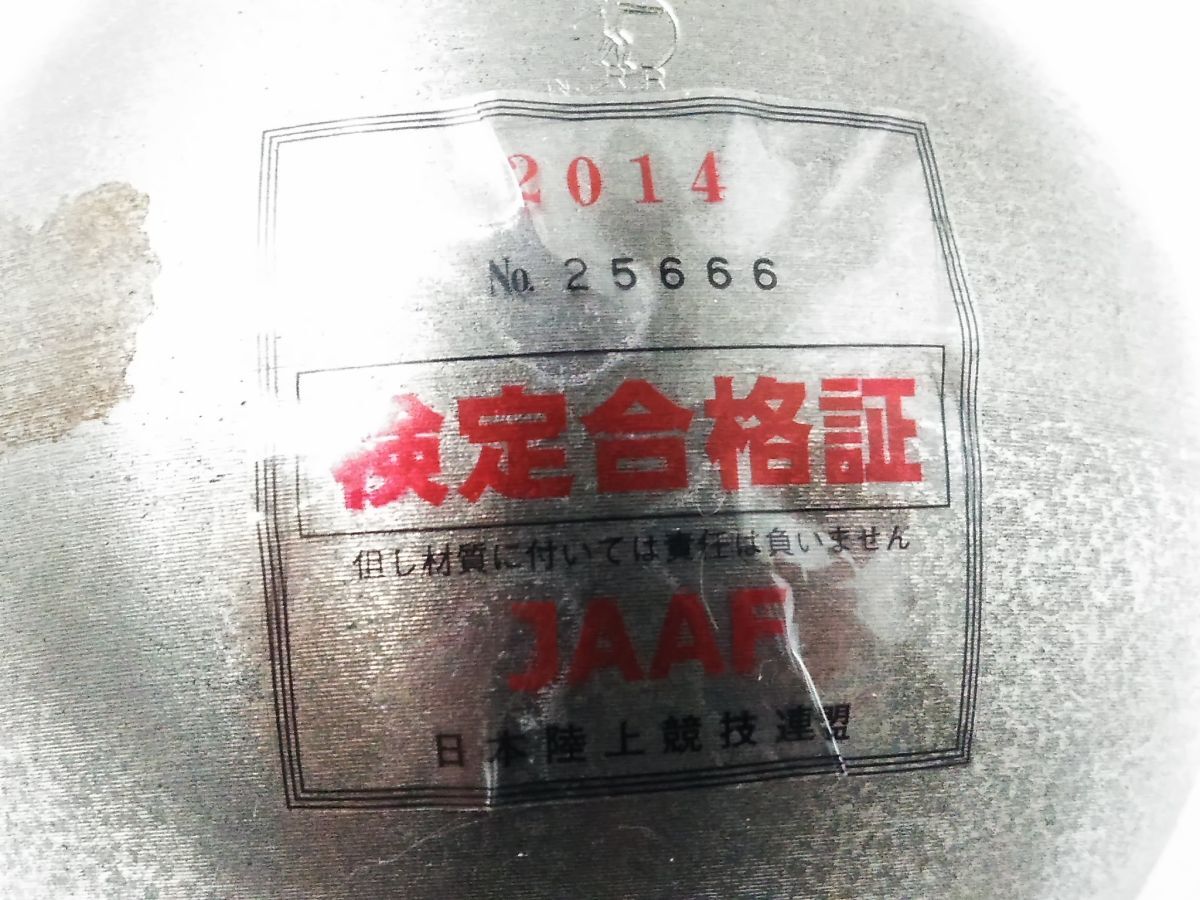 2014
No. 25666
検定合格証
但し材質に付いては責任は負いません
JAAF
日本陸上競技連盟